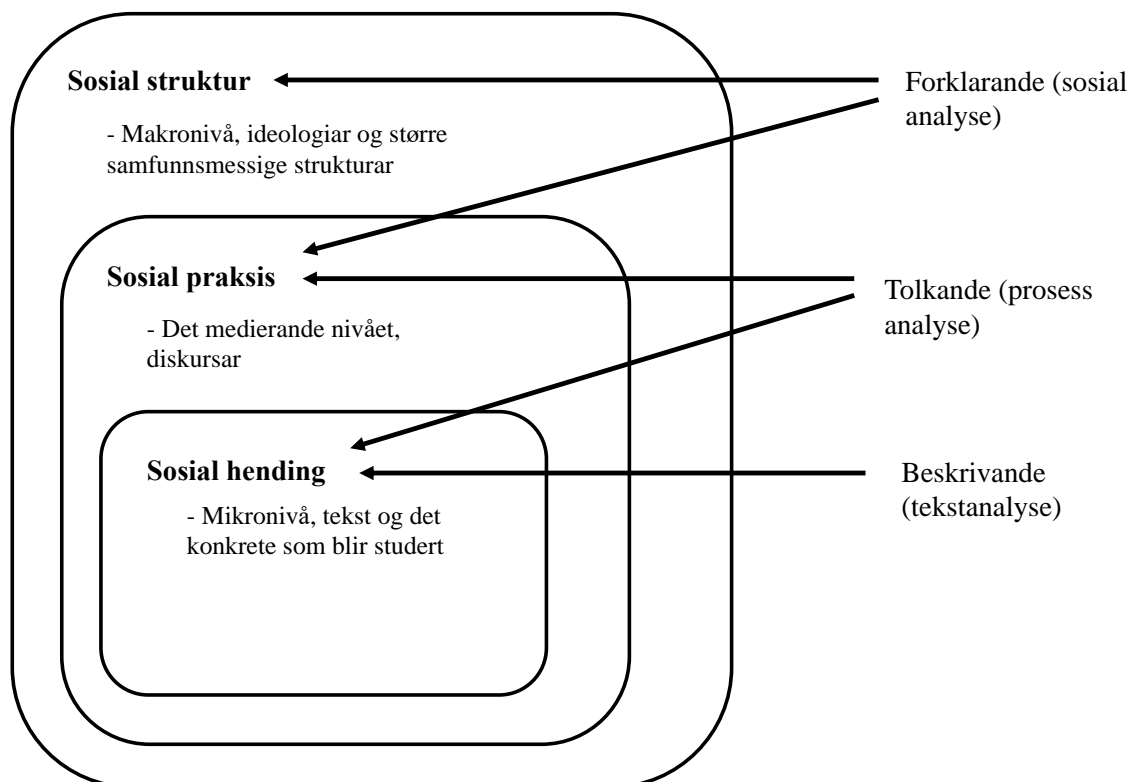 Sosial struktur
- Makronivå, ideologiar og større
samfunnsmessige strukturar
Forklarande (sosial
analyse)
Sosial praksis
- Det medierande nivået,
diskursar
Tolkande (prosess
analyse)
Sosial hending
- Mikronivå, tekst og det
konkrete som blir studert
Beskrivande
(tekstanalyse)